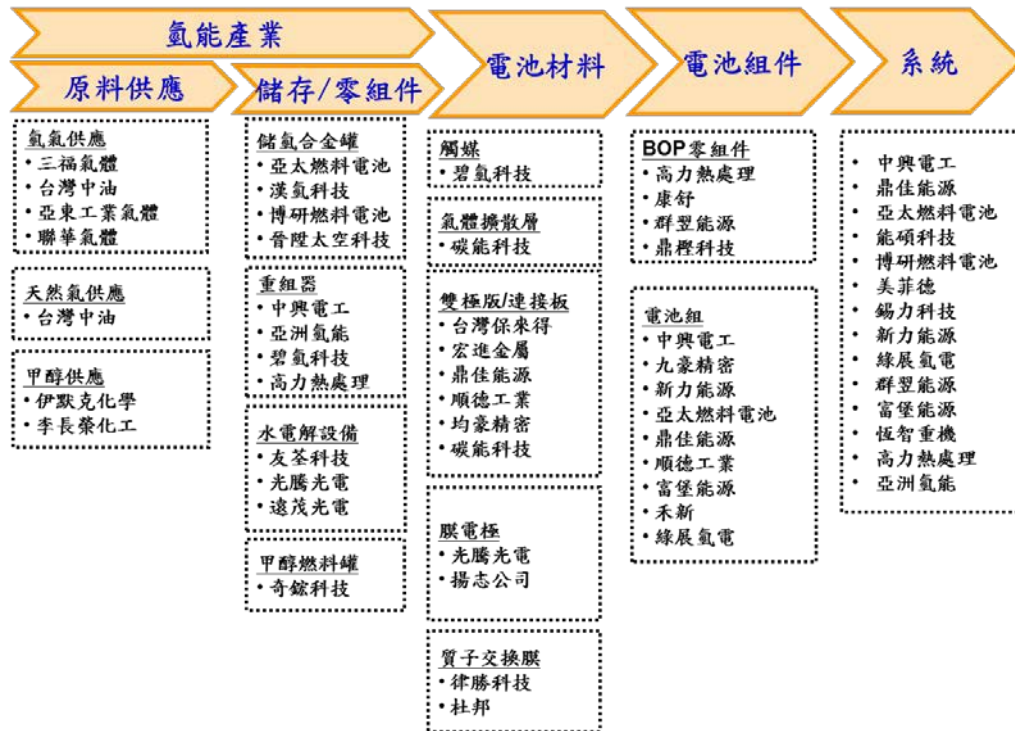 氫能產業
原料供應
氫氣供應
• 三福氣體
• 台灣中油
• 亞東工業氣體
• 聯華氣體
天然氣供應
• 台灣中油
甲醇供應
• 伊默克化學
• 李長榮化工
儲存/零組件
儲氫合金罐
• 亞太燃料電池
• 漢氫科技
• 博研燃料電池
• 晉陞太空科技
重組器
• 中興電工
• 亞洲氫能
• 碧氫科技
• 高力熱處理
水電解設備
• 友荃科技
• 光騰光電
• 遠茂光電
甲醇燃料罐
• 奇鋐科技
電池材料
觸媒
• 碧氫科技
氣體擴散層
• 碳能科技
雙極版/連接板
• 台灣保來得
• 宏進金屬
• 鼎佳能源
• 順德工業
• 均豪精密
• 碳能科技
膜電極
• 光騰光電
• 揚志公司
質子交換膜
• 律勝科技
• 杜邦
電池組件
BOP零組件
• 高力熱處理
• 康舒
• 群翌能源
• 鼎樫科技
電池組
• 中興電工
• 九豪精密
• 新力能源
• 亞太燃料電池
• 鼎佳能源
• 順德工業
• 富堡能源
• 禾新
• 綠展氫電
系統
• 中興電工
• 鼎佳能源
• 亞太燃料電池
• 能碩科技
• 博研燃料電池
• 美菲德
• 錫力科技
• 新力能源
• 綠展氫電
• 群翌能源
• 富堡能源
• 恆智重機
• 高力熱處理
• 亞洲氫能